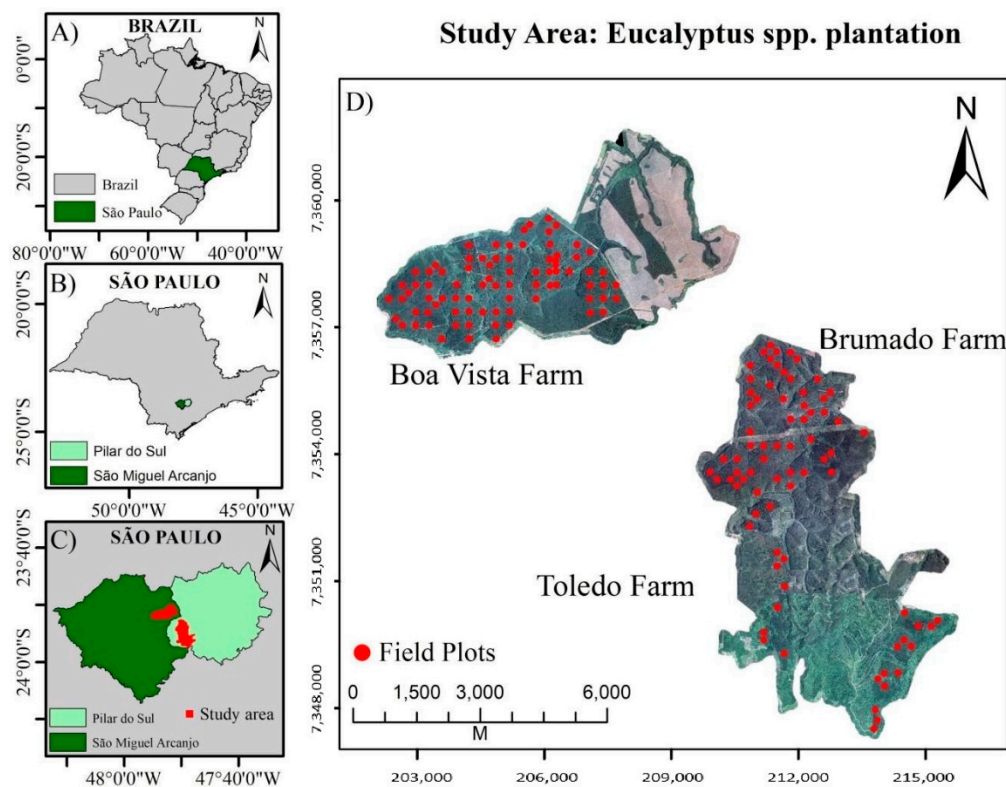 Study Area: Eucalyptus spp. plantation
A)
BRAZIL
N
0°0'0"
20°0'0"S
Brazil
São Paulo
80°0'0"W 60°0'0"W 40°0'0"W
B)
SÃO PAULO
N
20°0'0"S
25°0'0"S
Pilar do Sul
São Miguel Arcanjo
50°0'0"W 45°0'0"W
C)
SÃO PAULO
N
23°40'0"S
24°0'0"S
Pilar do Sul
Study area
São Miguel Arcanjo
48°0'0"W 47°40'0"W
D)
N
7,360,000
7,357,000
7,354,000
7,351,000
7,348,000
Boa Vista Farm
Brumado Farm
Toledo Farm
Field Plots
0 1,500 3,000 6,000
M
203,000 206,000 209,000 212,000 215,000